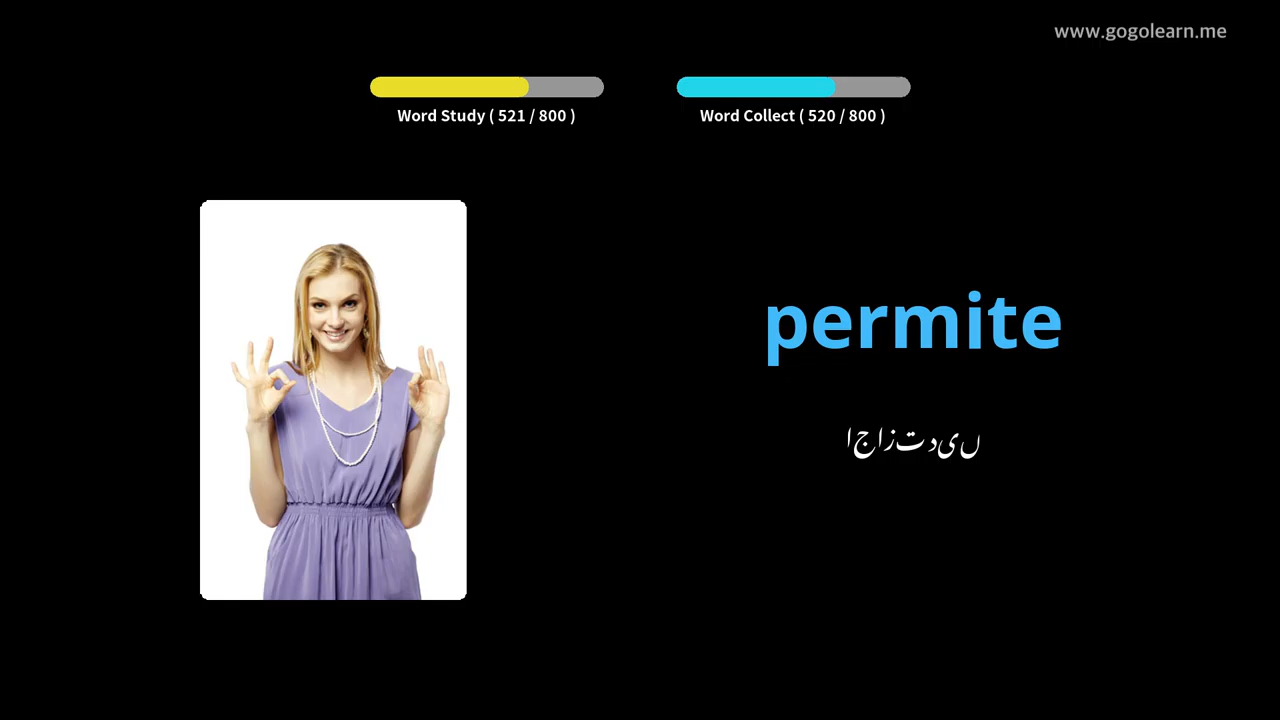 www.gogolearn.me
Word Study ( 521 / 800 )
Word Collect ( 520 / 800 )
permite
اجازت دیں